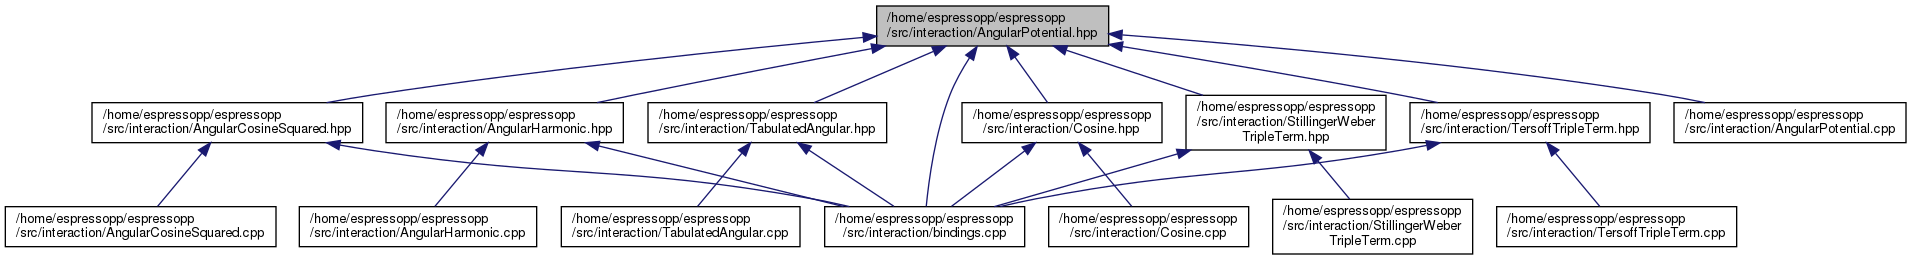 /home/espressopp/espressopp
/src/interaction/AngularPotential.hpp
/home/espressopp/espressopp
/src/interaction/AngularCosineSquared.hpp
/home/espressopp/espressopp
/src/interaction/AngularHarmonic.hpp
/home/espressopp/espressopp
/src/interaction/TabulatedAngular.hpp
/home/espressopp/espressopp
/src/interaction/Cosine.hpp
/home/espressopp/espressopp
/src/interaction/StillingerWeber
TripleTerm.hpp
/home/espressopp/espressopp
/src/interaction/TersoffTripleTerm.hpp
/home/espressopp/espressopp
/src/interaction/AngularPotential.cpp
/home/espressopp/espressopp
/src/interaction/AngularCosineSquared.cpp
/home/espressopp/espressopp
/src/interaction/AngularHarmonic.cpp
/home/espressopp/espressopp
/src/interaction/TabulatedAngular.cpp
/home/espressopp/espressopp
/src/interaction/bindings.cpp
/home/espressopp/espressopp
/src/interaction/Cosine.cpp
/home/espressopp/espressopp
/src/interaction/StillingerWeber
TripleTerm.cpp
/home/espressopp/espressopp
/src/interaction/TersoffTripleTerm.cpp